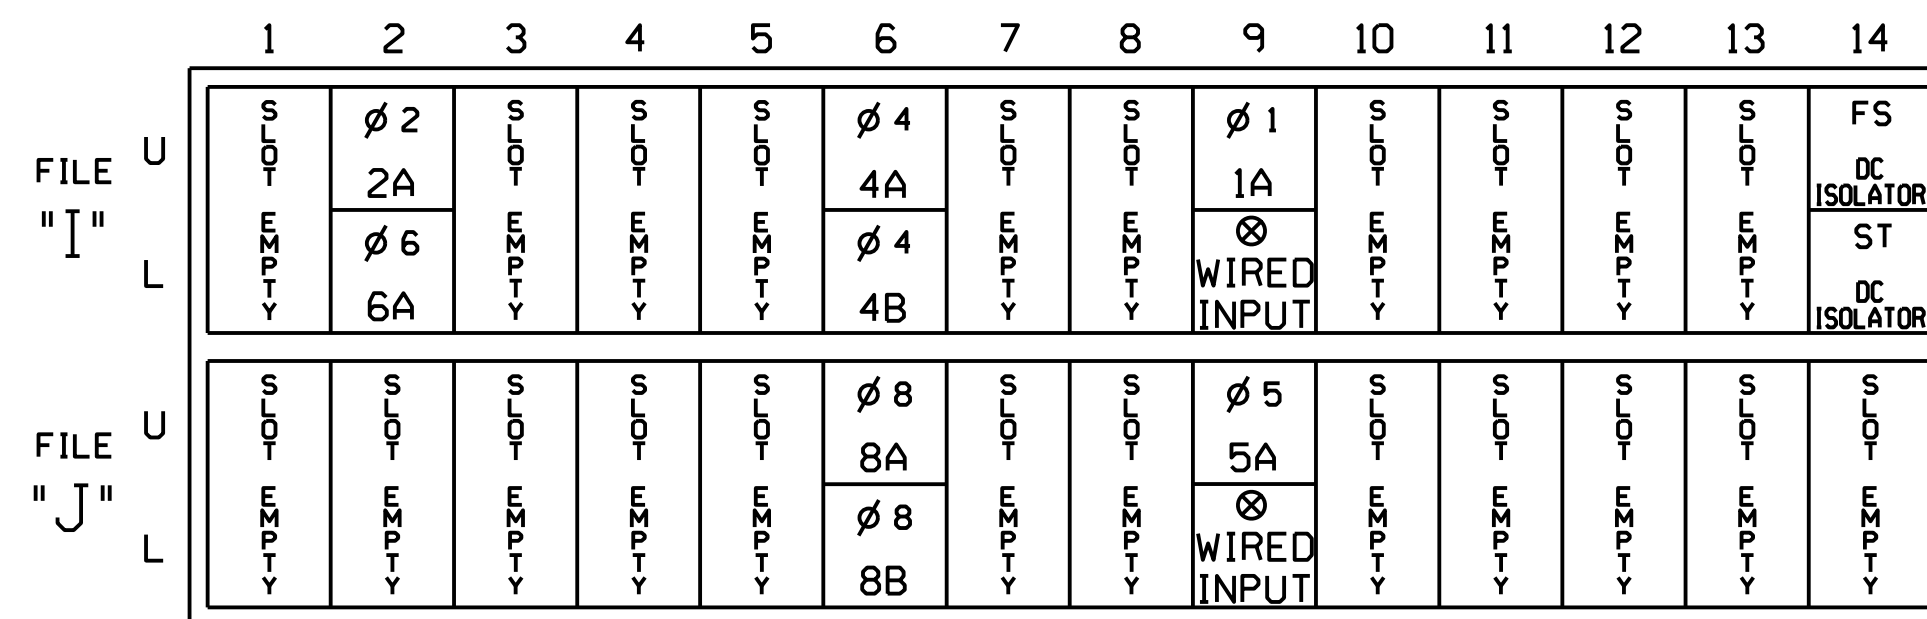 1 2 3 4 5 6 7 8 9 10 11 12 13 14
FILE "I"
U
L
SLOT EMPTY
Ø 2
2A
Ø 6
6A
SLOT EMPTY
SLOT EMPTY
SLOT EMPTY
Ø 4
4A
Ø 4
4B
SLOT EMPTY
SLOT EMPTY
Ø 1
1A
⊗
WIRED
INPUT
SLOT EMPTY
SLOT EMPTY
SLOT EMPTY
SLOT EMPTY
FS
DC
ISOLATOR
ST
DC
ISOLATOR
FILE "J"
U
L
SLOT EMPTY
SLOT EMPTY
SLOT EMPTY
SLOT EMPTY
SLOT EMPTY
Ø 8
8A
Ø 8
8B
SLOT EMPTY
SLOT EMPTY
Ø 5
5A
⊗
WIRED
INPUT
SLOT EMPTY
SLOT EMPTY
SLOT EMPTY
SLOT EMPTY
SLOT EMPTY